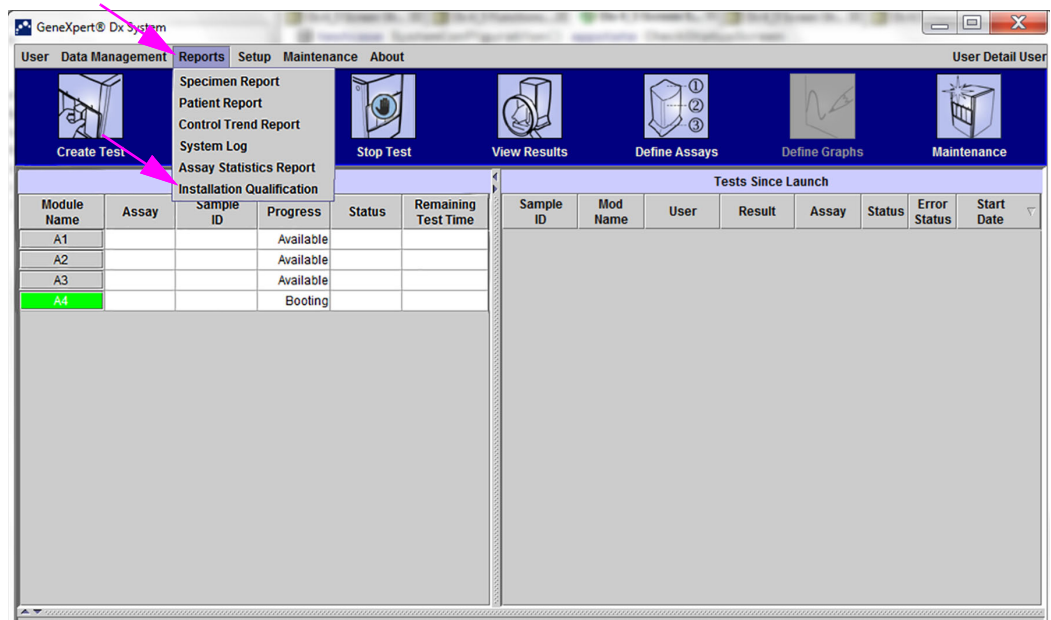 GeneXpert® Dx System
User Data Management Reports Setup Maintenance About User Detail User
Specimen Report
Patient Report
Control Trend Report
System Log
Assay Statistics Report
Installation Qualification
Create Test Stop Test View Results Define Assays Define Graphs Maintenance
Tests Since Launch
Module Name Assay Sample ID Progress Status Remaining Test Time
A1 Available
A2 Available
A3 Available
A4 Booting
Sample ID Mod Name User Result Assay Status Error Status Start Date